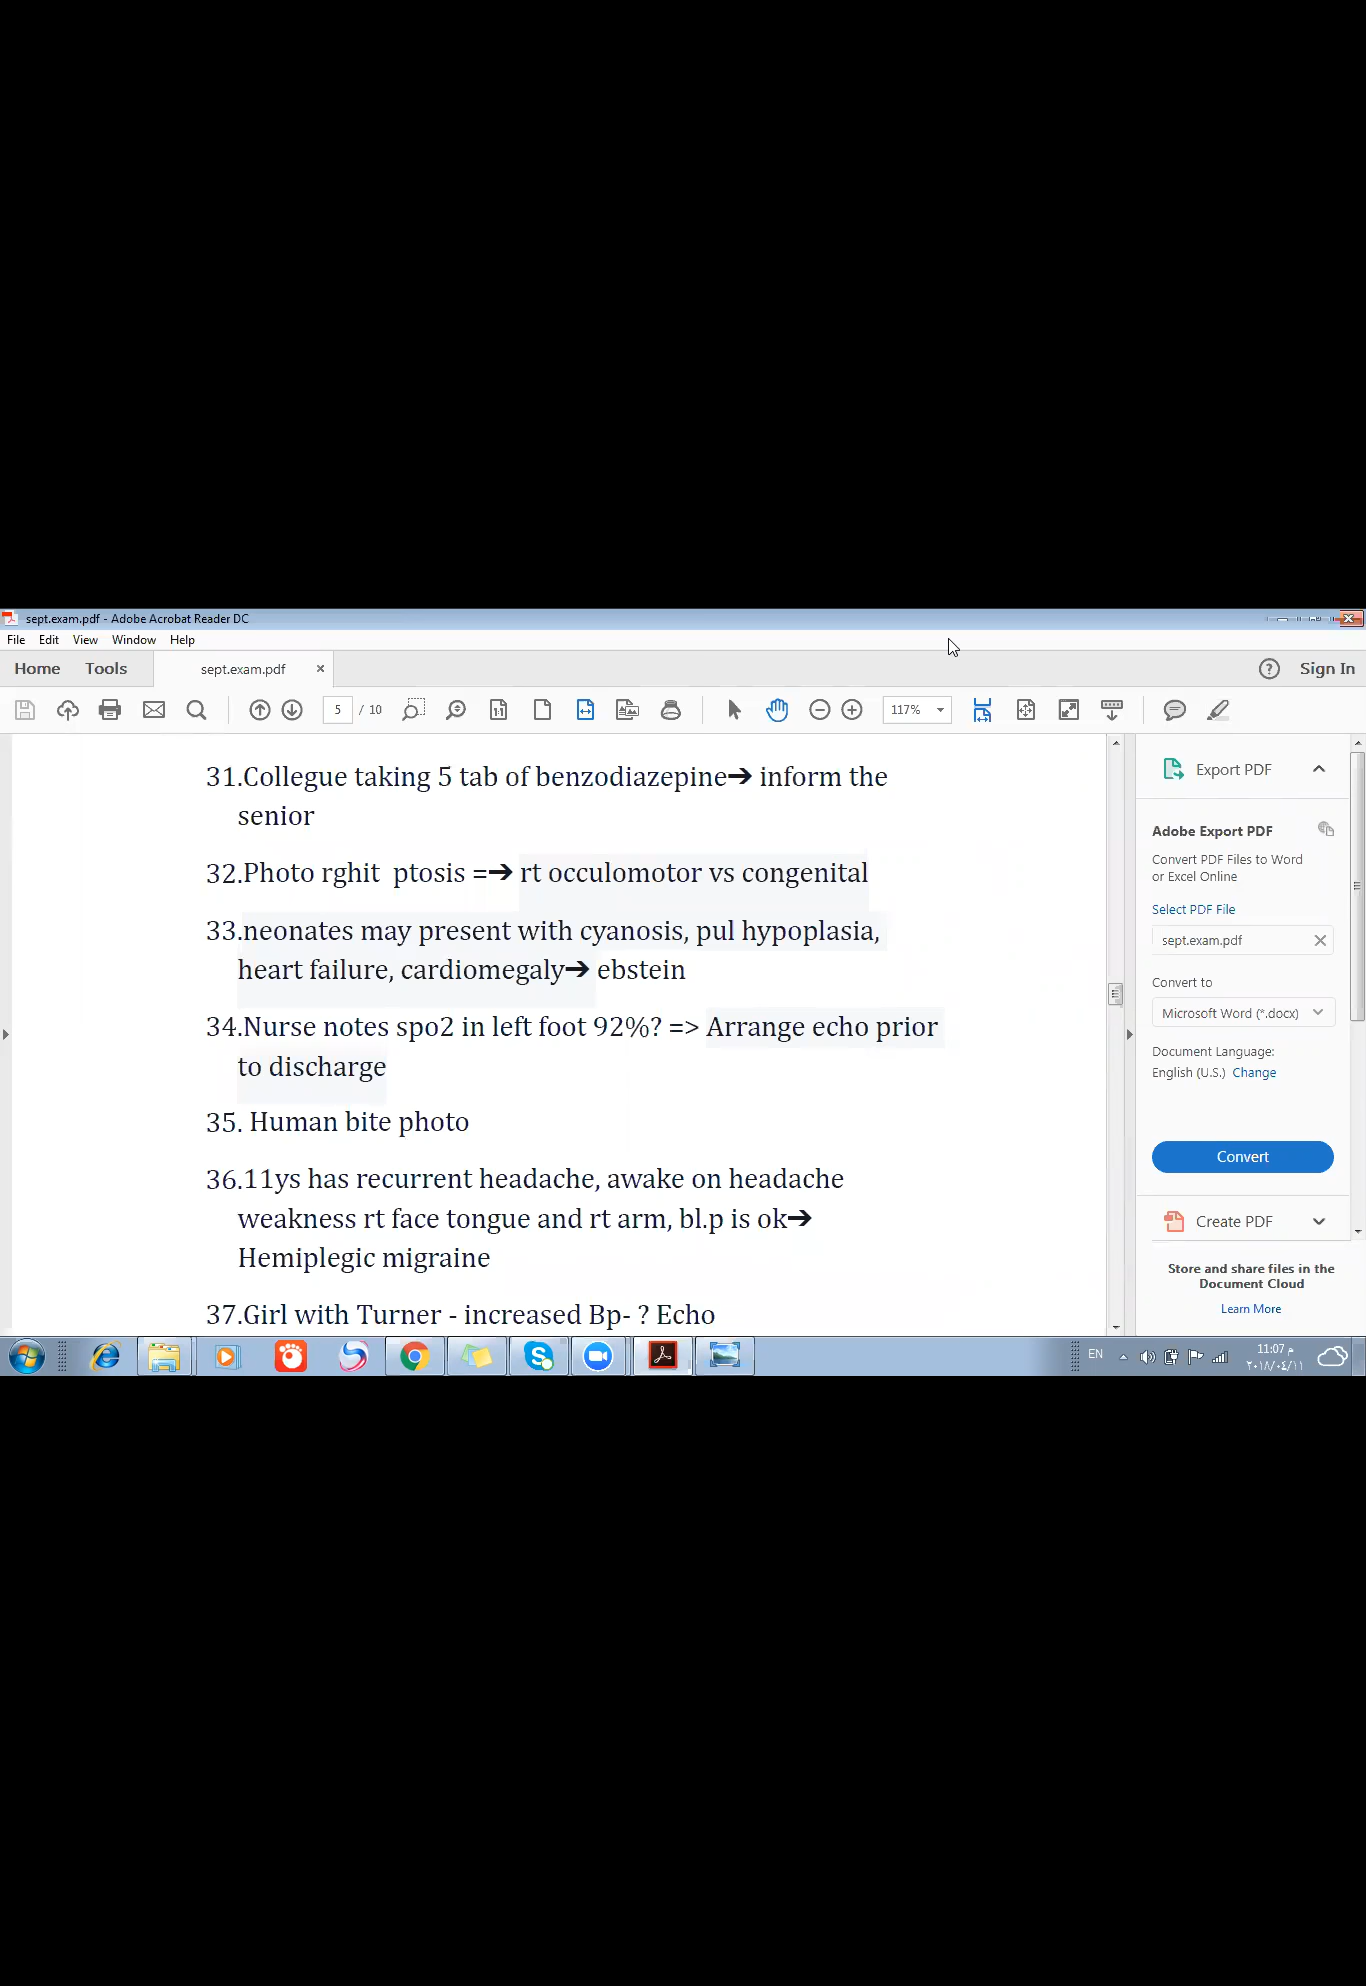 sept.exam.pdf - Adobe Acrobat Reader DC
File Edit View Window Help
Home Tools sept.exam.pdf × Sign In
5 / 10 117%
31.Collegue taking 5 tab of benzodiazepine➔ inform the
senior
32.Photo rghit ptosis =➔ rt occulomotor vs congenital
33.neonates may present with cyanosis, pul hypoplasia,
heart failure, cardiomegaly➔ ebstein
34.Nurse notes spo2 in left foot 92%? => Arrange echo prior
to discharge
35. Human bite photo
36.11ys has recurrent headache, awake on headache
weakness rt face tongue and rt arm, bl.p is ok➔
Hemiplegic migraine
37.Girl with Turner - increased Bp- ? Echo
Export PDF
Adobe Export PDF
Convert PDF Files to Word
or Excel Online
Select PDF File
sept.exam.pdf
Convert to
Microsoft Word (*.docx)
Document Language:
English (U.S.) Change
Convert
Create PDF
Store and share files in the
Document Cloud
Learn More
EN
11:07 م
٢٠١٨/٠٤/١١